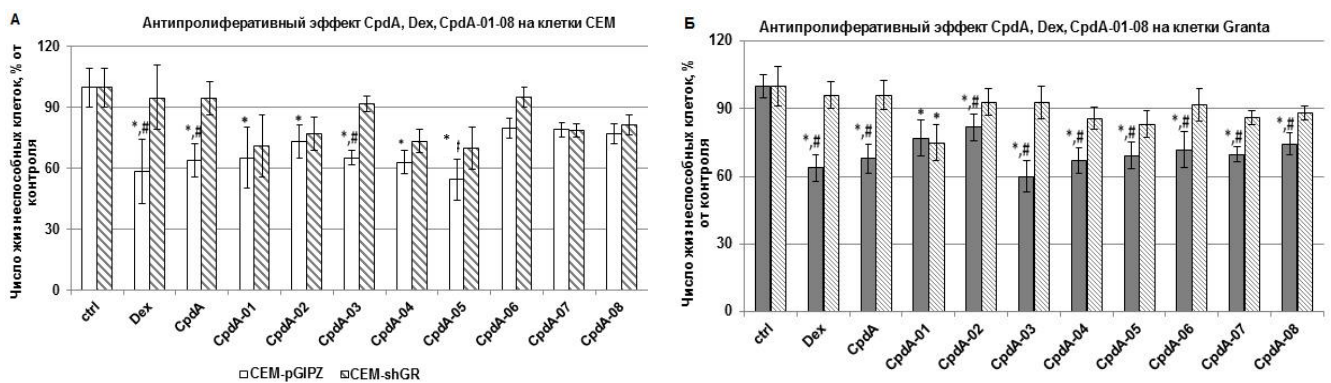 А
Антипролиферативный эффект CpdA, Dex, CpdA-01-08 на клетки CEM
Число жизнеспособных клеток, % от
контроля
120
90
60
30
0
*,#
*,#
*
*
*,#
*
*
ctrl
Dex
CpdA
CpdA-01
CpdA-02
CpdA-03
CpdA-04
CpdA-05
CpdA-06
CpdA-07
CpdA-08
CEM-pGIPZ
CEM-shGR
Б
Антипролиферативный эффект CpdA, Dex, CpdA-01-08 на клетки Granta
Число жизнеспособных клеток, %
от контроля
120
90
60
30
0
*,#
*,#
*
*
*,#
*,#
*,#
*,#
*,#
*,#
*,#
ctrl
Dex
CpdA
CpdA-01
CpdA-02
CpdA-03
CpdA-04
CpdA-05
CpdA-06
CpdA-07
CpdA-08